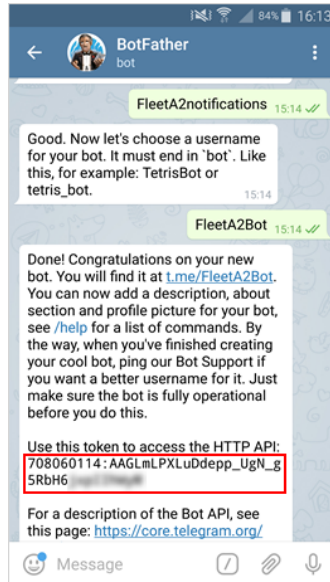 84% 16:13
BotFather
bot
FleetA2notifications 15:14
Good. Now let's choose a username
for your bot. It must end in `bot`. Like
this, for example: TetrisBot or
tetris_bot.
15:14
FleetA2Bot 15:14
Done! Congratulations on your new
bot. You will find it at t.me/FleetA2Bot.
You can now add a description, about
section and profile picture for your bot,
see /help for a list of commands. By
the way, when you've finished creating
your cool bot, ping our Bot Support if
you want a better username for it. Just
make sure the bot is fully operational
before you do this.
Use this token to access the HTTP API:
708060114:AAGLmLPXLuDdepp_UgN_g
5RbH6
For a description of the Bot API, see
this page: https://core.telegram.org/
Message